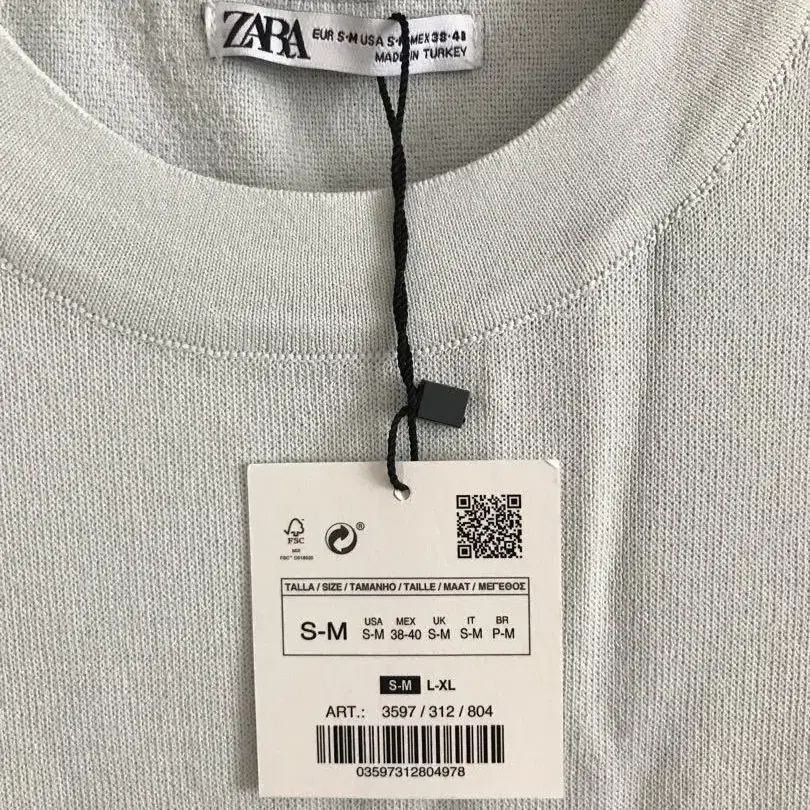 ZARA
EUR S-M USA S-M MEX 38-40
MADE IN TURKEY
FSC
MIX
®
TALLA / SIZE / TAMANHO / TAILLE / MAAT / ΜΕΓΕΘΟΣ
S-M
USA MEX UK IT BR
S-M 38-40 S-M S-M P-M
S-M L-XL
ART.: 3597 / 312 / 804
03597312804978